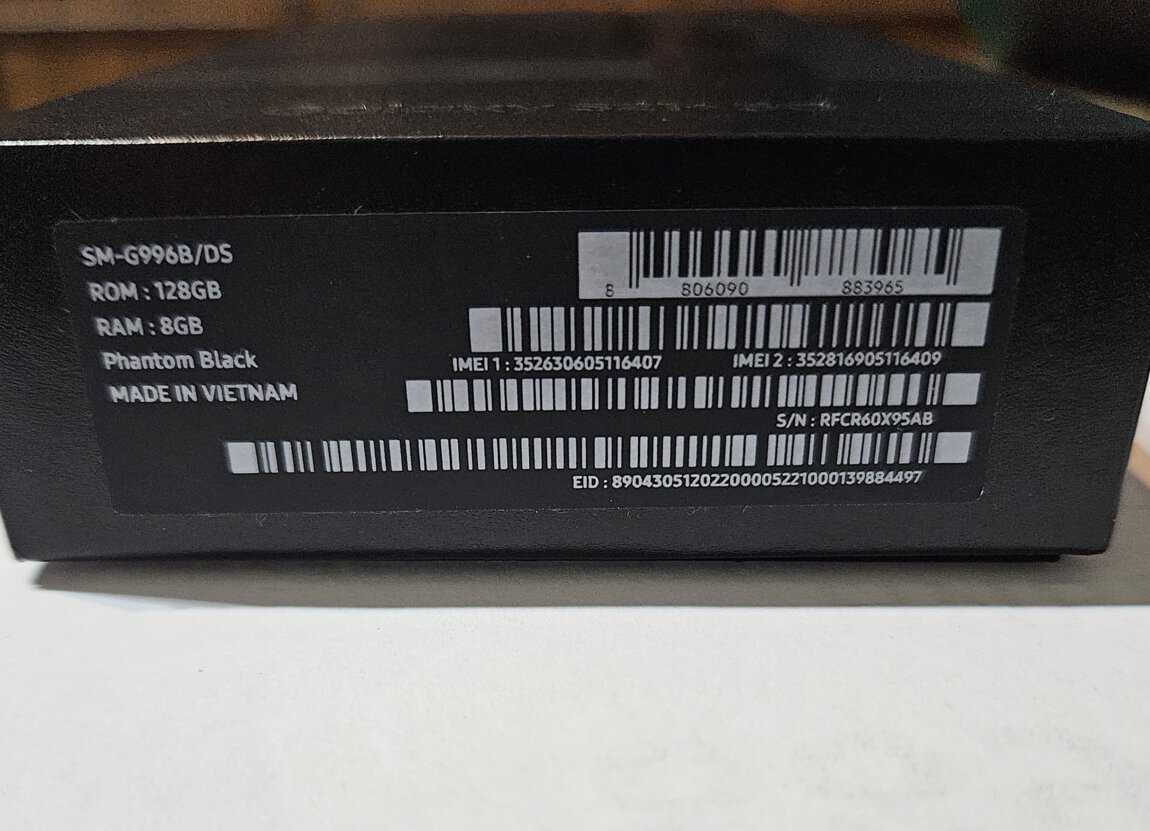 SM-G996B/DS
ROM : 128GB
RAM : 8GB
Phantom Black
MADE IN VIETNAM
8 806090 883965
IMEI 1 : 352630605116407 IMEI 2 : 352816905116409
S/N : RFCR60X95AB
EID : 89043051202200005221000139884497